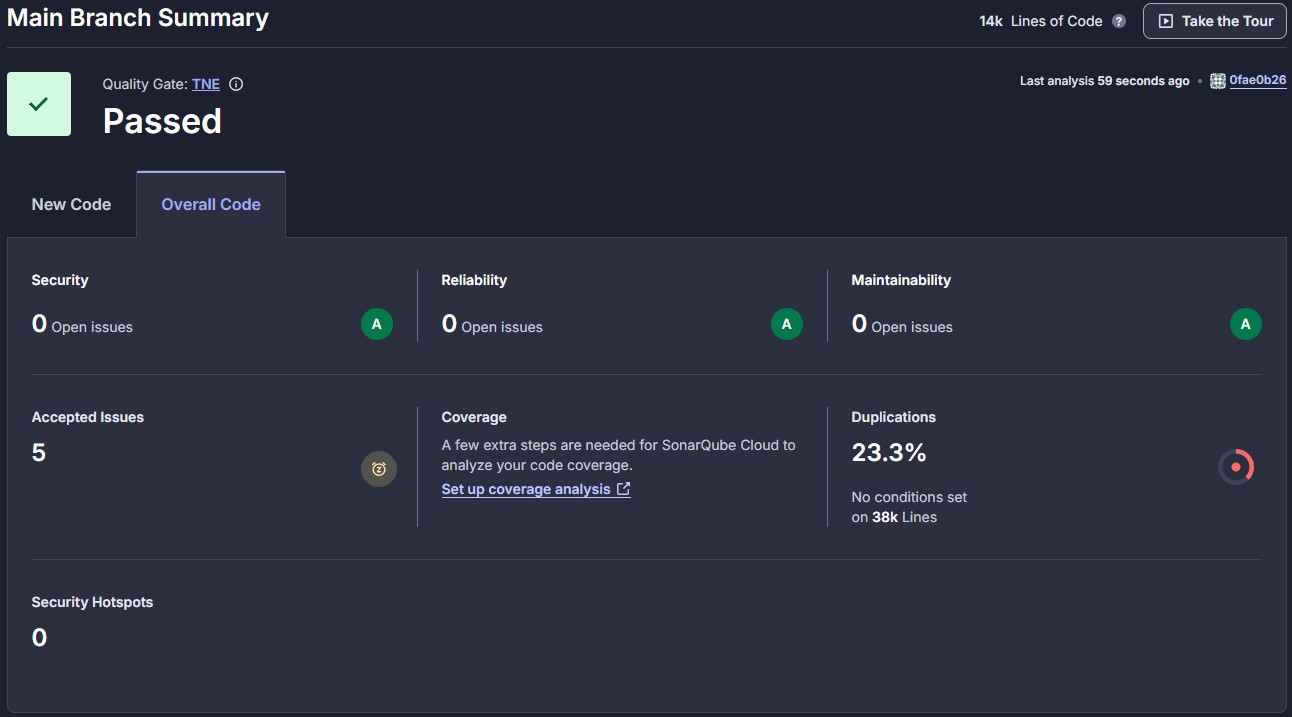 Main Branch Summary
14k Lines of Code ?
Take the Tour
Quality Gate: TNE
Passed
Last analysis 59 seconds ago • 0fae0b26
New Code
Overall Code
Security
0 Open issues
A
Reliability
0 Open issues
A
Maintainability
0 Open issues
A
Accepted Issues
5
Coverage
A few extra steps are needed for SonarQube Cloud to
analyze your code coverage.
Set up coverage analysis
Duplications
23.3%
No conditions set
on 38k Lines
Security Hotspots
0